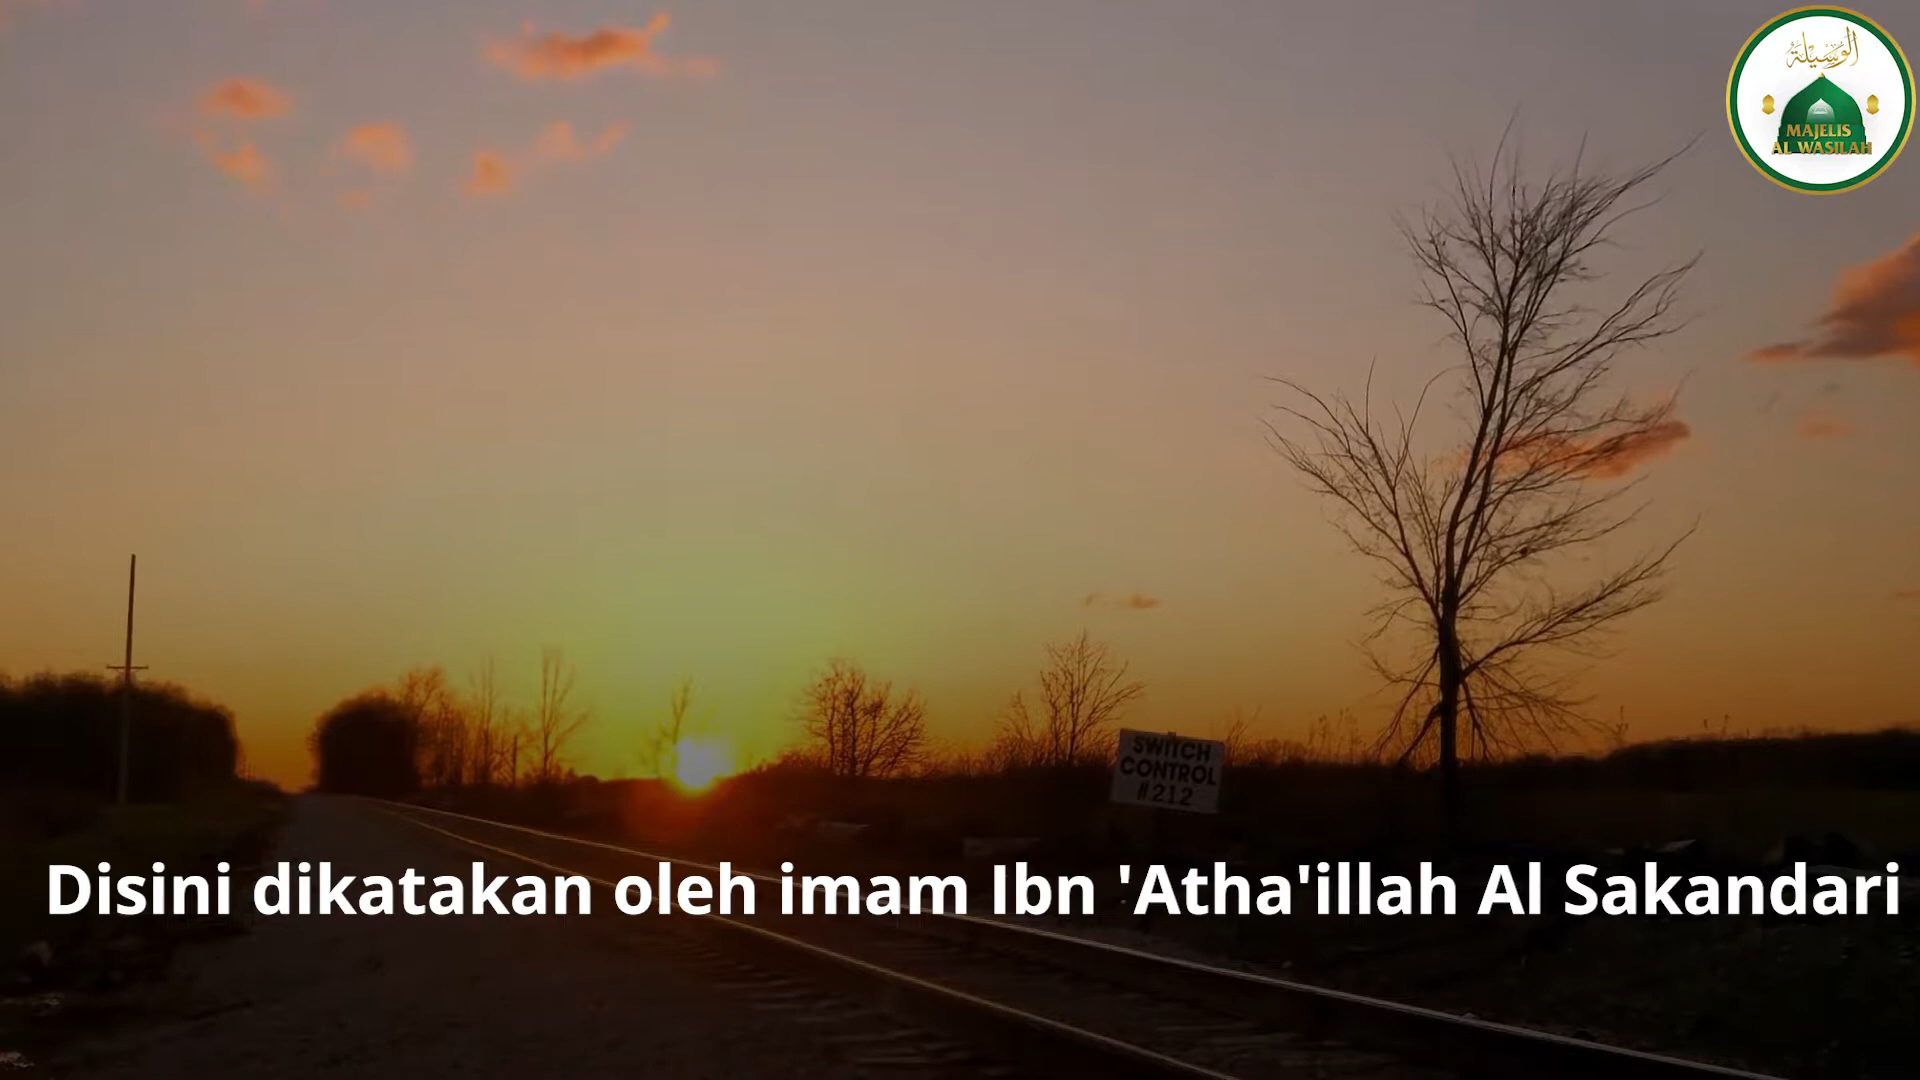 الوسيلة
MAJELIS
AL WASILAH
SWITCH
CONTROL
#212
Disini dikatakan oleh imam Ibn 'Atha'illah Al Sakandari